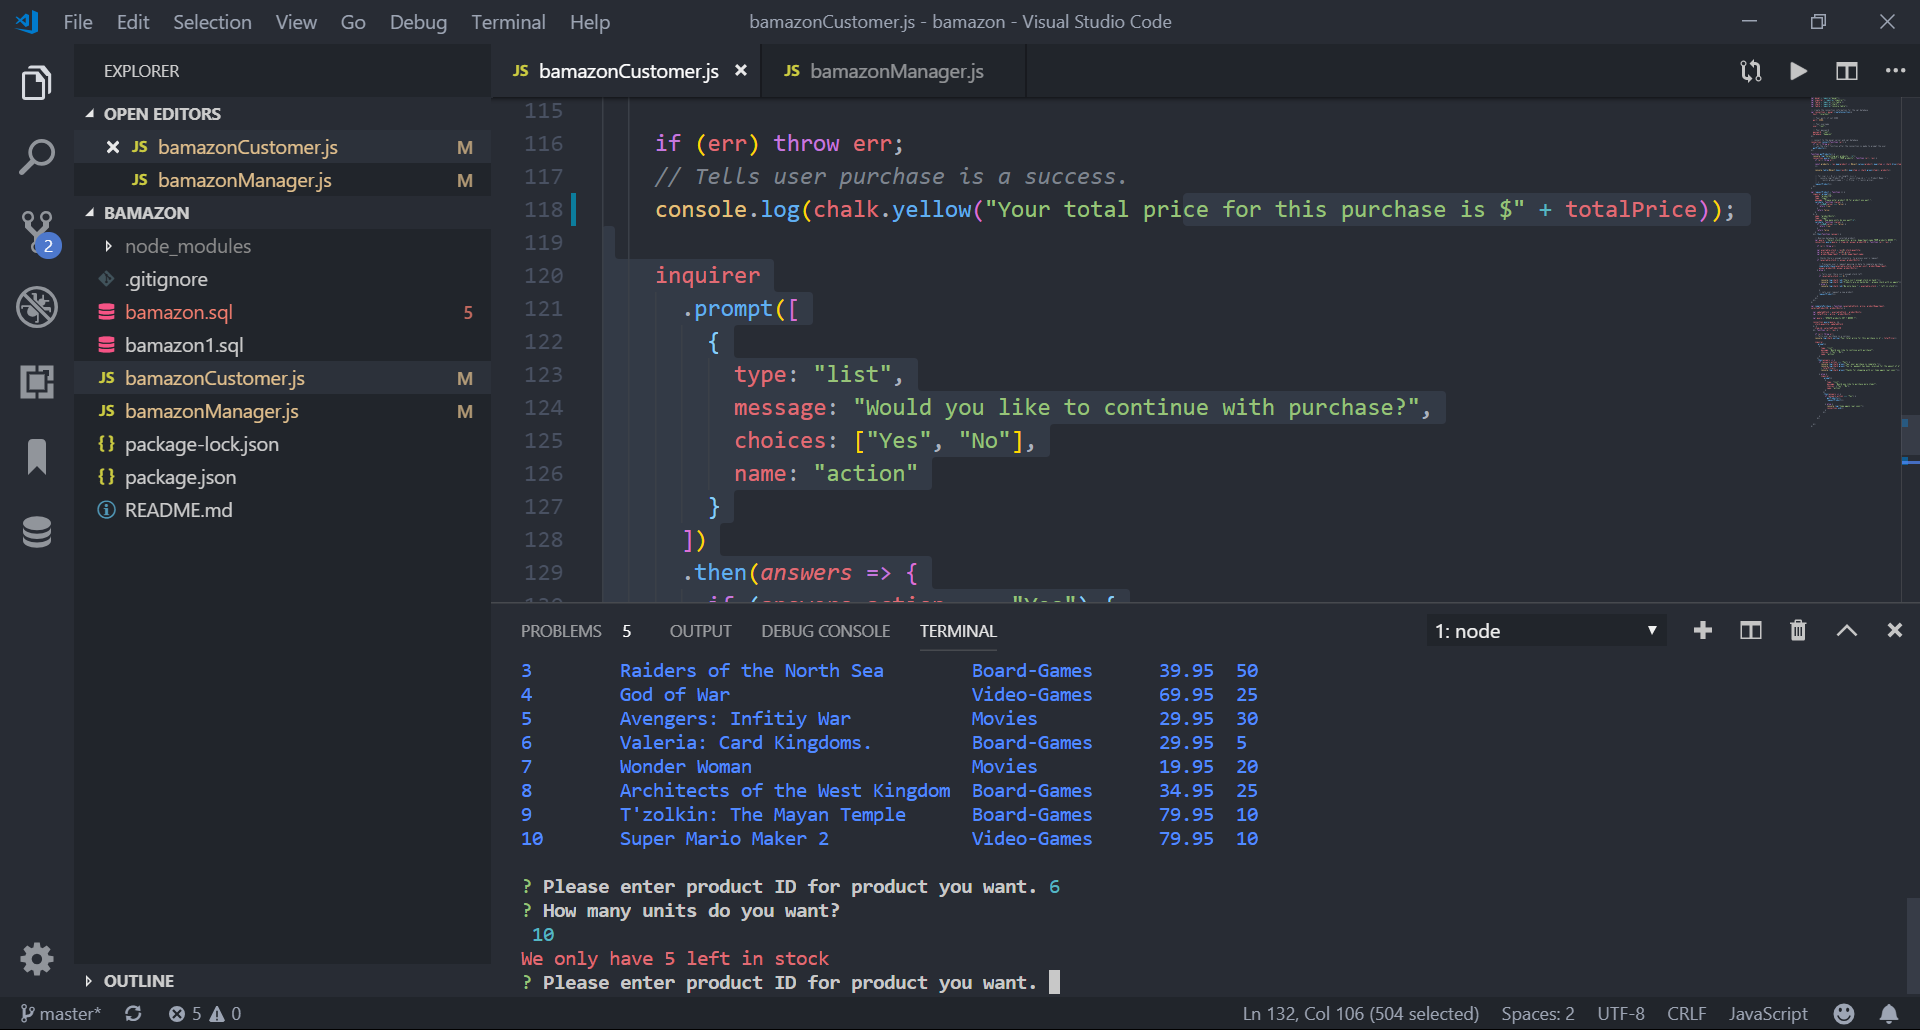 File Edit Selection View Go Debug Terminal Help
bamazonCustomer.js - bamazon - Visual Studio Code
EXPLORER
OPEN EDITORS
JS bamazonCustomer.js M
JS bamazonManager.js M
BAMAZON
2
node_modules
.gitignore
bamazon.sql 5
bamazon1.sql
JS bamazonCustomer.js M
JS bamazonManager.js M
{} package-lock.json
{} package.json
README.md
OUTLINE
JS bamazonCustomer.js JS bamazonManager.js
115
116 if (err) throw err;
117 // Tells user purchase is a success.
118 console.log(chalk.yellow("Your total price for this purchase is $" + totalPrice));
119
120 inquirer
121 .prompt([
122 {
123 type: "list",
124 message: "Would you like to continue with purchase?",
125 choices: ["Yes", "No"],
126 name: "action"
127 }
128 ])
129 .then(answers => {
PROBLEMS 5 OUTPUT DEBUG CONSOLE TERMINAL 1: node
3 Raiders of the North Sea Board-Games 39.95 50
4 God of War Video-Games 69.95 25
5 Avengers: Infitiy War Movies 29.95 30
6 Valeria: Card Kingdoms. Board-Games 29.95 5
7 Wonder Woman Movies 19.95 20
8 Architects of the West Kingdom Board-Games 34.95 25
9 T'zolkin: The Mayan Temple Board-Games 79.95 10
10 Super Mario Maker 2 Video-Games 79.95 10
? Please enter product ID for product you want. 6
? How many units do you want?
10
We only have 5 left in stock
? Please enter product ID for product you want.
master* 5 0 Ln 132, Col 106 (504 selected) Spaces: 2 UTF-8 CRLF JavaScript